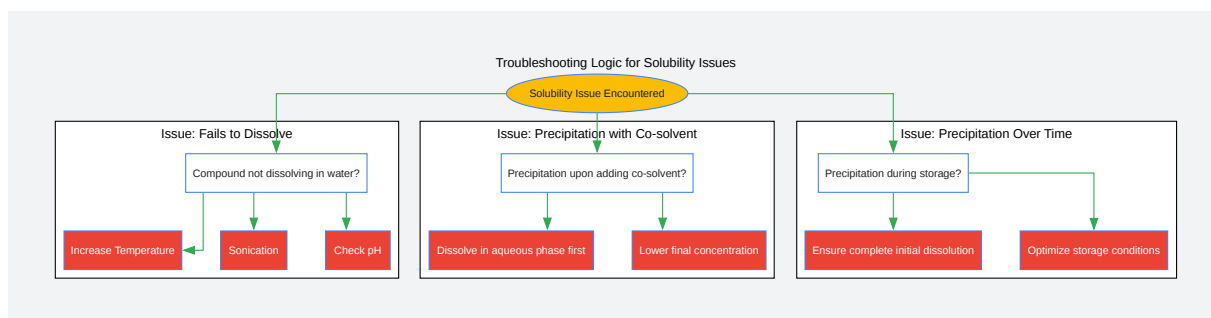 Troubleshooting Logic for Solubility Issues
Solubility Issue Encountered
Issue: Fails to Dissolve
Compound not dissolving in water?
Increase Temperature
Sonication
Check pH
Issue: Precipitation with Co-solvent
Precipitation upon adding co-solvent?
Dissolve in aqueous phase first
Lower final concentration
Issue: Precipitation Over Time
Precipitation during storage?
Ensure complete initial dissolution
Optimize storage conditions